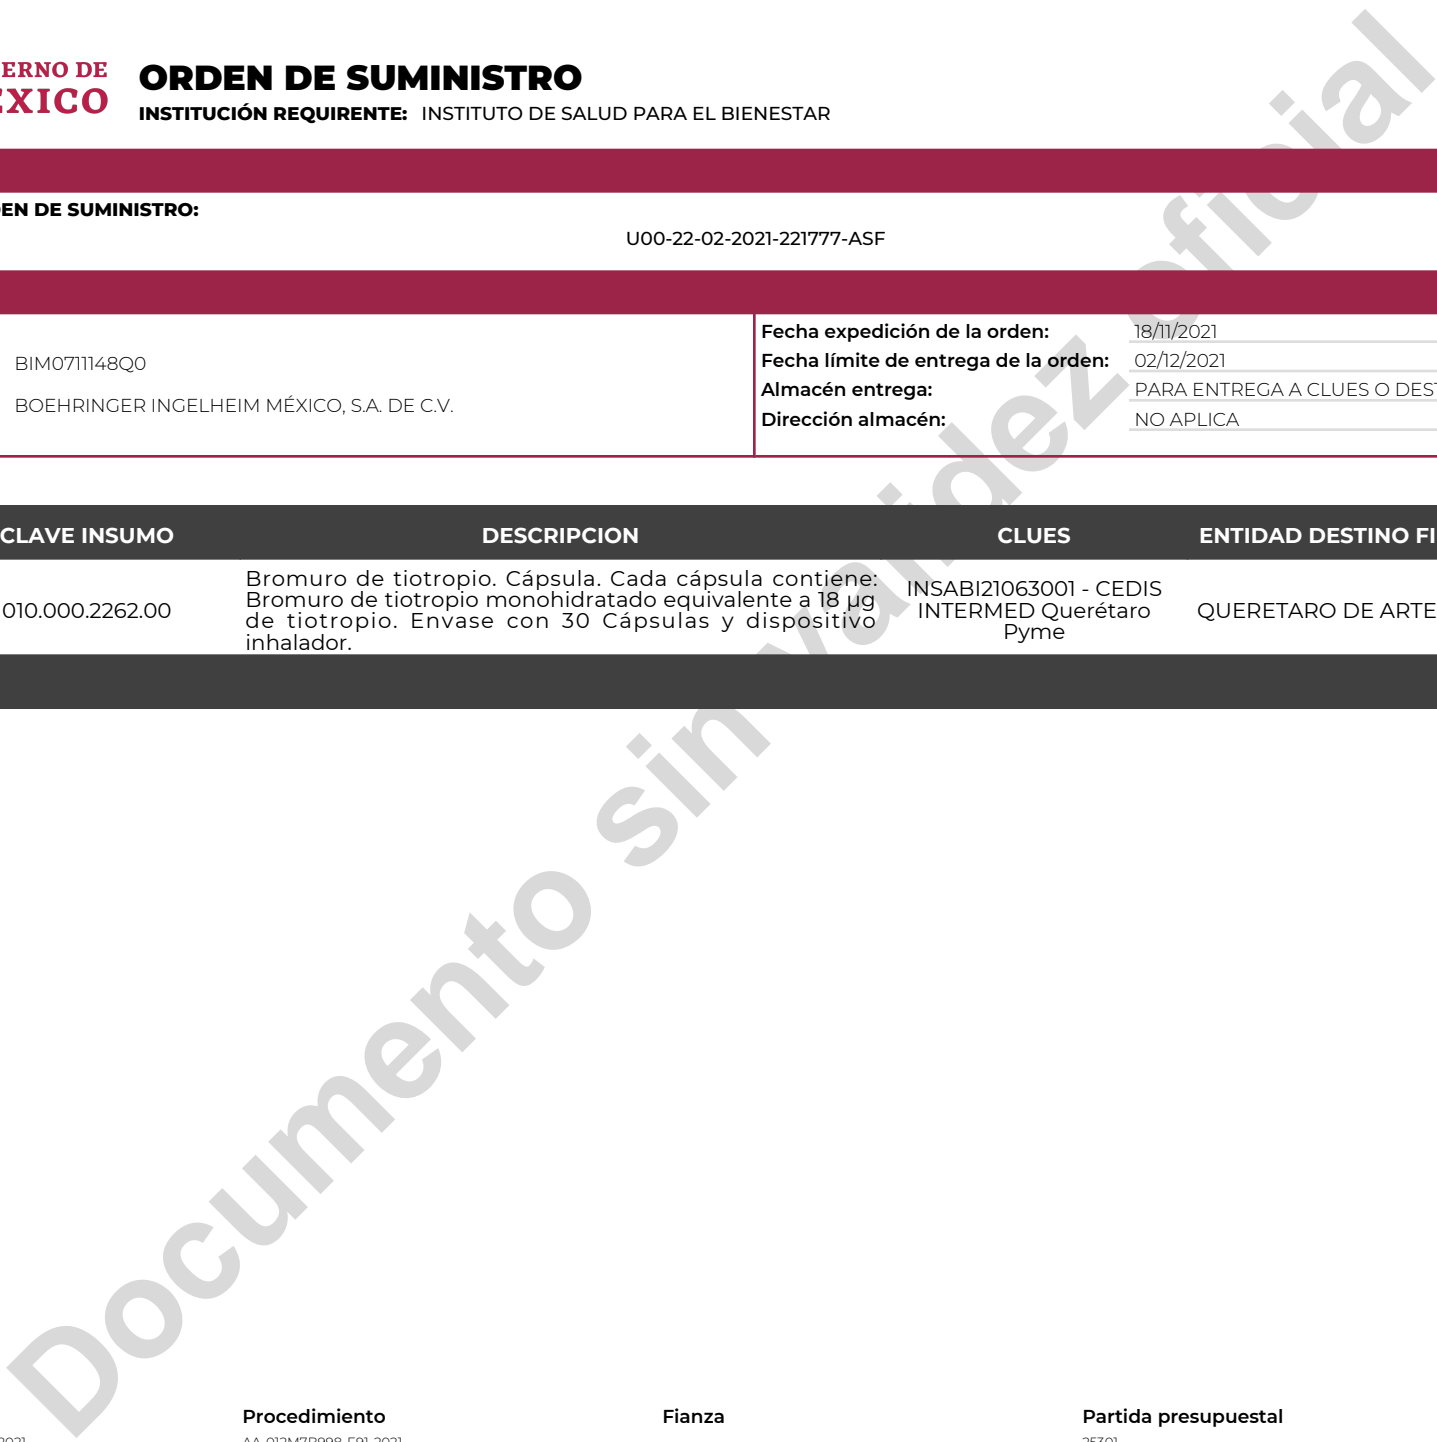 ERNO DE
EXICO
ORDEN DE SUMINISTRO
INSTITUCIÓN REQUIRENTE: INSTITUTO DE SALUD PARA EL BIENESTAR
EN DE SUMINISTRO:
U00-22-02-2021-221777-ASF
BIM0711148Q0
BOEHRINGER INGELHEIM MÉXICO, S.A. DE C.V.
Fecha expedición de la orden: 18/11/2021
Fecha límite de entrega de la orden: 02/12/2021
Almacén entrega: PARA ENTREGA A CLUES O DEST
Dirección almacén: NO APLICA
CLAVE INSUMO DESCRIPCION CLUES ENTIDAD DESTINO FI
010.000.2262.00
Bromuro de tiotropio. Cápsula. Cada cápsula contiene:
Bromuro de tiotropio monohidratado equivalente a 18 µg
de tiotropio. Envase con 30 Cápsulas y dispositivo
inhalador.
INSABI21063001 - CEDIS
INTERMED Querétaro
Pyme
QUERETARO DE ARTE
Documento sin validez oficial
Procedimiento Fianza Partida presupuestal